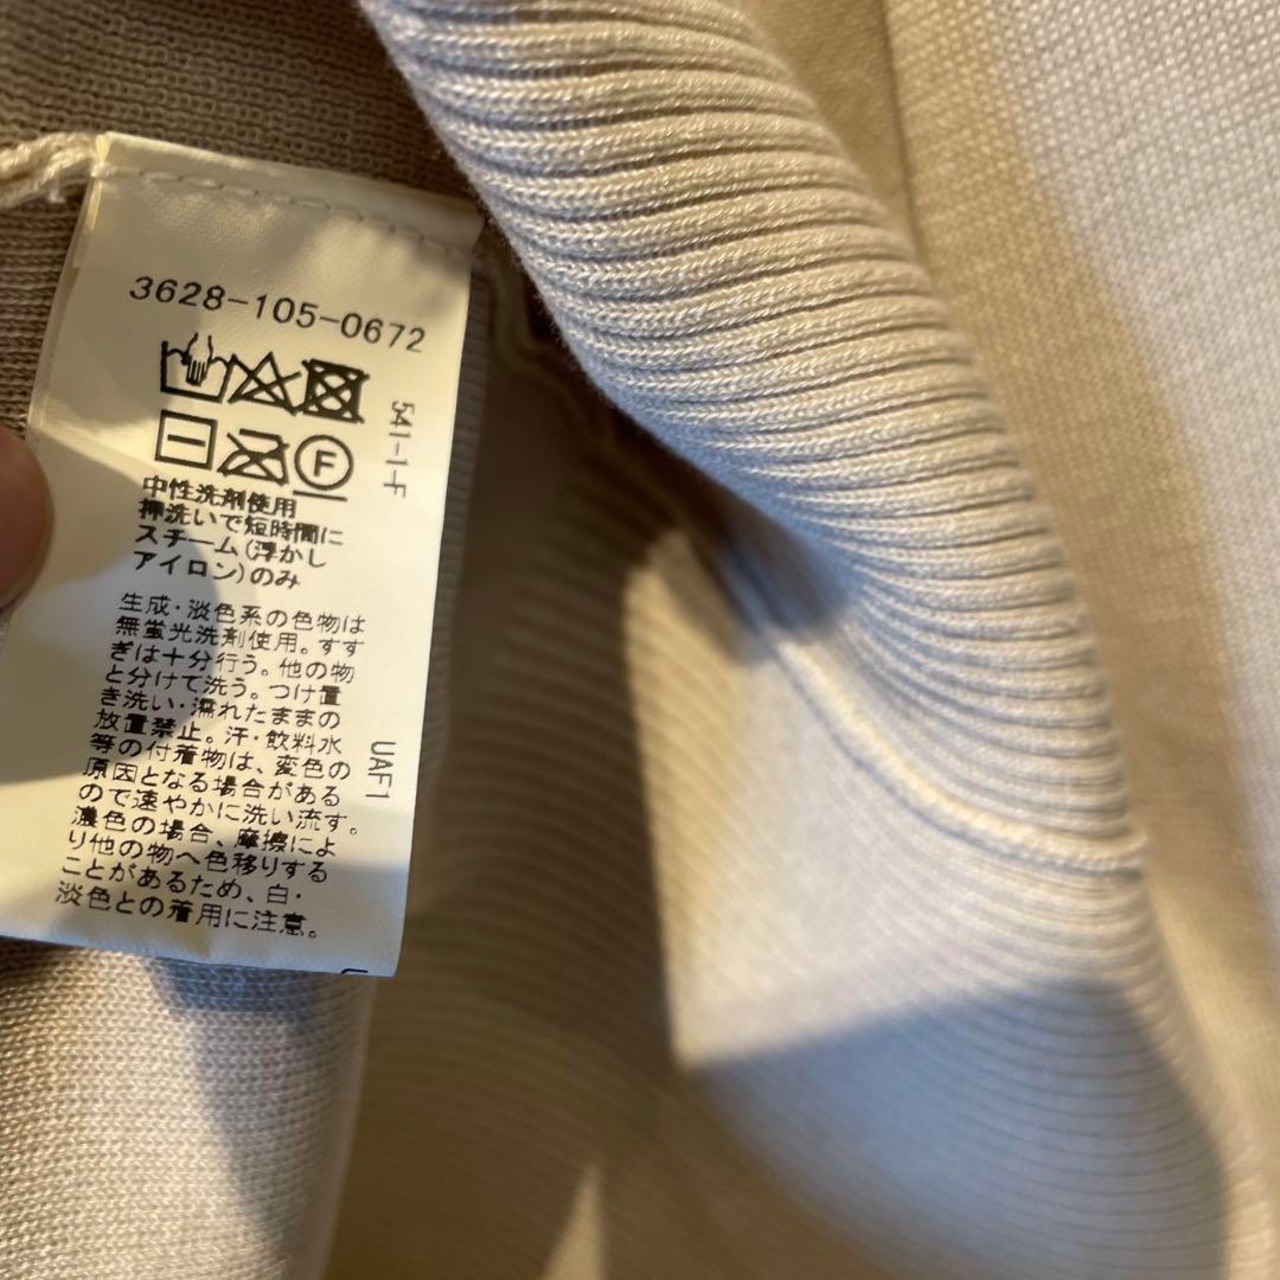 3628-105-0672
541-1-F
F
中性洗剤使用
押洗いで短時間に
スチーム(浮かし
アイロン)のみ
生成・淡色系の色物は
無蛍光洗剤使用。すす
ぎは十分行う。他の物
と分けて洗う。つけ置
き洗い・濡れたままの
放置禁止。汗・飲料水
等の付着物は、変色の
原因となる場合がある
ので速やかに洗い流す。
濃色の場合、摩擦によ
り他の物へ色移りする
ことがあるため、白・
淡色との着用に注意。
UAF1